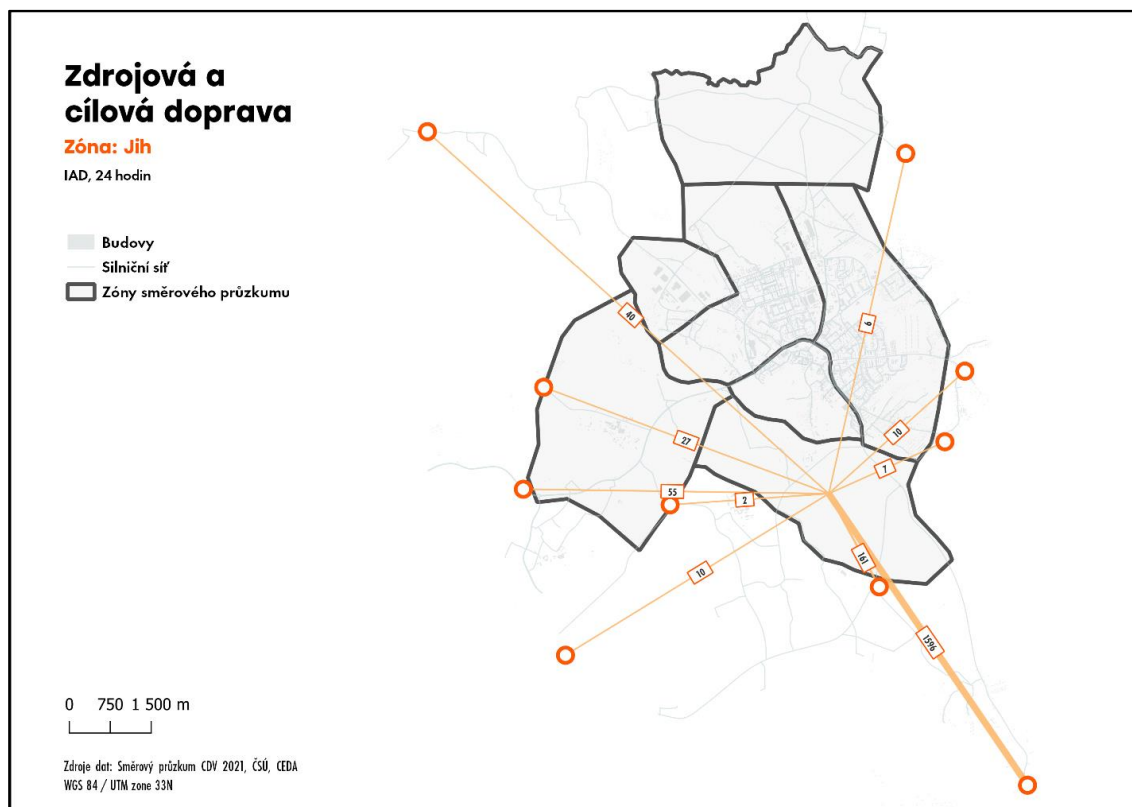 Zdrojová a
cílová doprava
Zóna: Jih
IAD, 24 hodin
Budovy
Silniční síť
Zóny směrového průzkumu
40
6
27
10
7
55
2
10
161
1596
0 750 1 500 m
Zdroje dat: Směrový průzkum CDV 2021, ČSÚ, CEDA
WGS 84 / UTM zone 33N